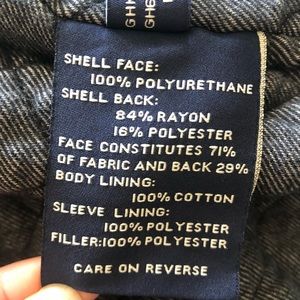 SHELL FACE:
100% POLYURETHANE
SHELL BACK:
84% RAYON
16% POLYESTER
FACE CONSTITUTES 71%
OF FABRIC AND BACK 29%
BODY LINING:
100% COTTON
SLEEVE LINING:
100% POLYESTER
FILLER:100% POLYESTER
CARE ON REVERSE